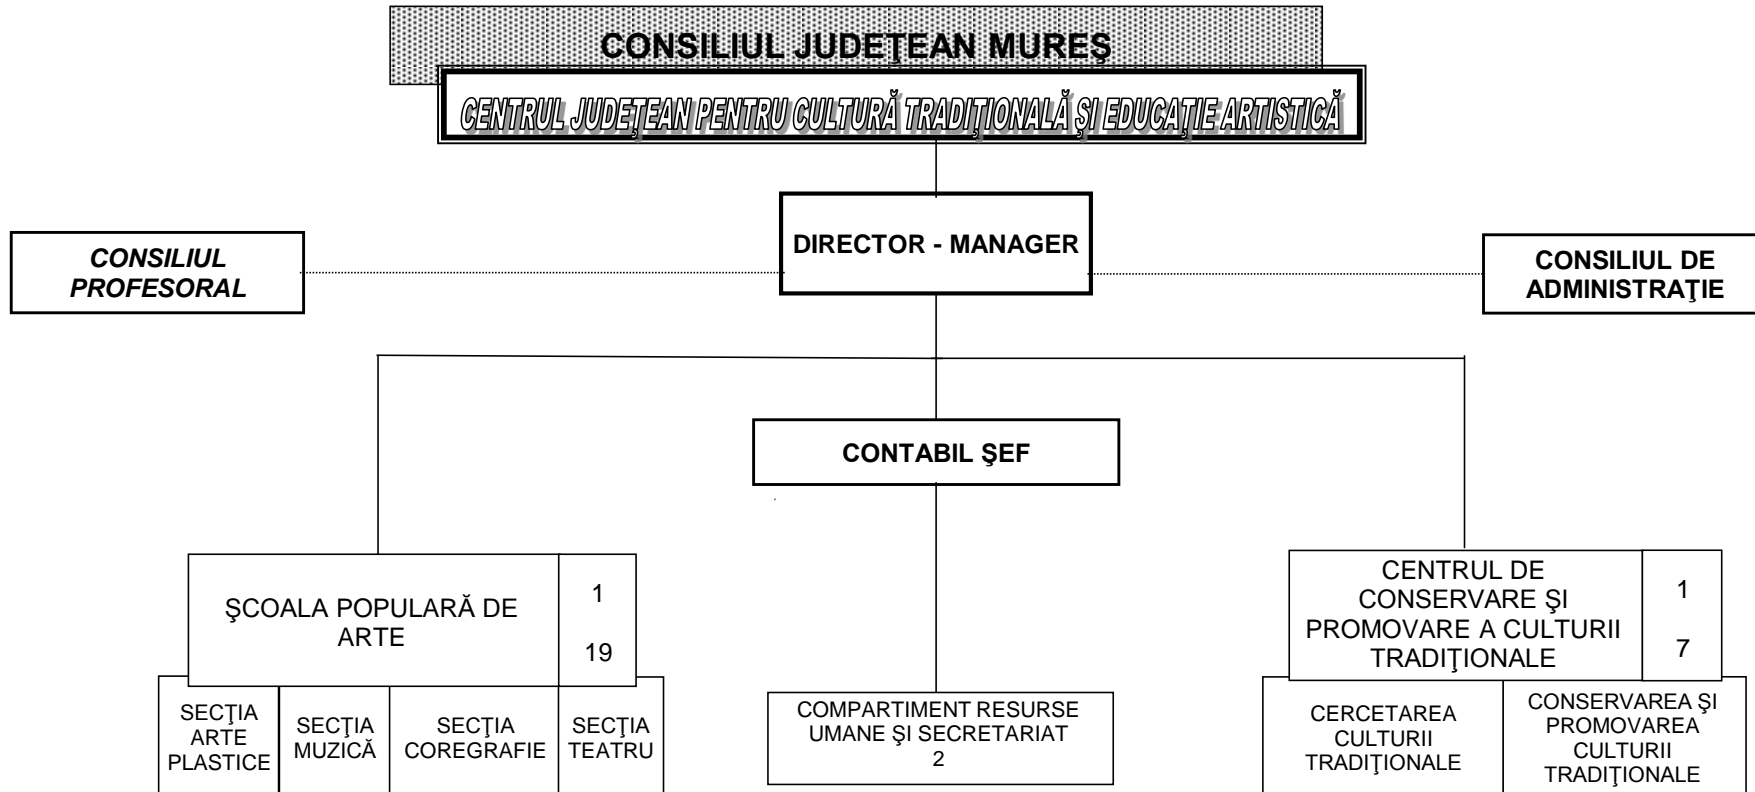 CONSILIUL JUDEŢEAN MUREŞ
CENTRUL JUDEŢEAN PENTRU CULTURĂ TRADIŢIONALĂ ŞI EDUCAŢIE ARTISTICĂ
DIRECTOR - MANAGER
CONSILIUL
PROFESORAL
CONSILIUL DE
ADMINISTRAŢIE
CONTABIL ŞEF
ŞCOALA POPULARĂ DE
ARTE
1
19
SECŢIA
ARTE
PLASTICE
SECŢIA
MUZICĂ
SECŢIA
COREGRAFIE
SECŢIA
TEATRU
COMPARTIMENT RESURSE
UMANE ŞI SECRETARIAT
2
CENTRUL DE
CONSERVARE ŞI
PROMOVARE A CULTURII
TRADIŢIONALE
1
7
CERCETAREA
CULTURII
TRADIŢIONALE
CONSERVAREA ŞI
PROMOVAREA
CULTURII
TRADIŢIONALE